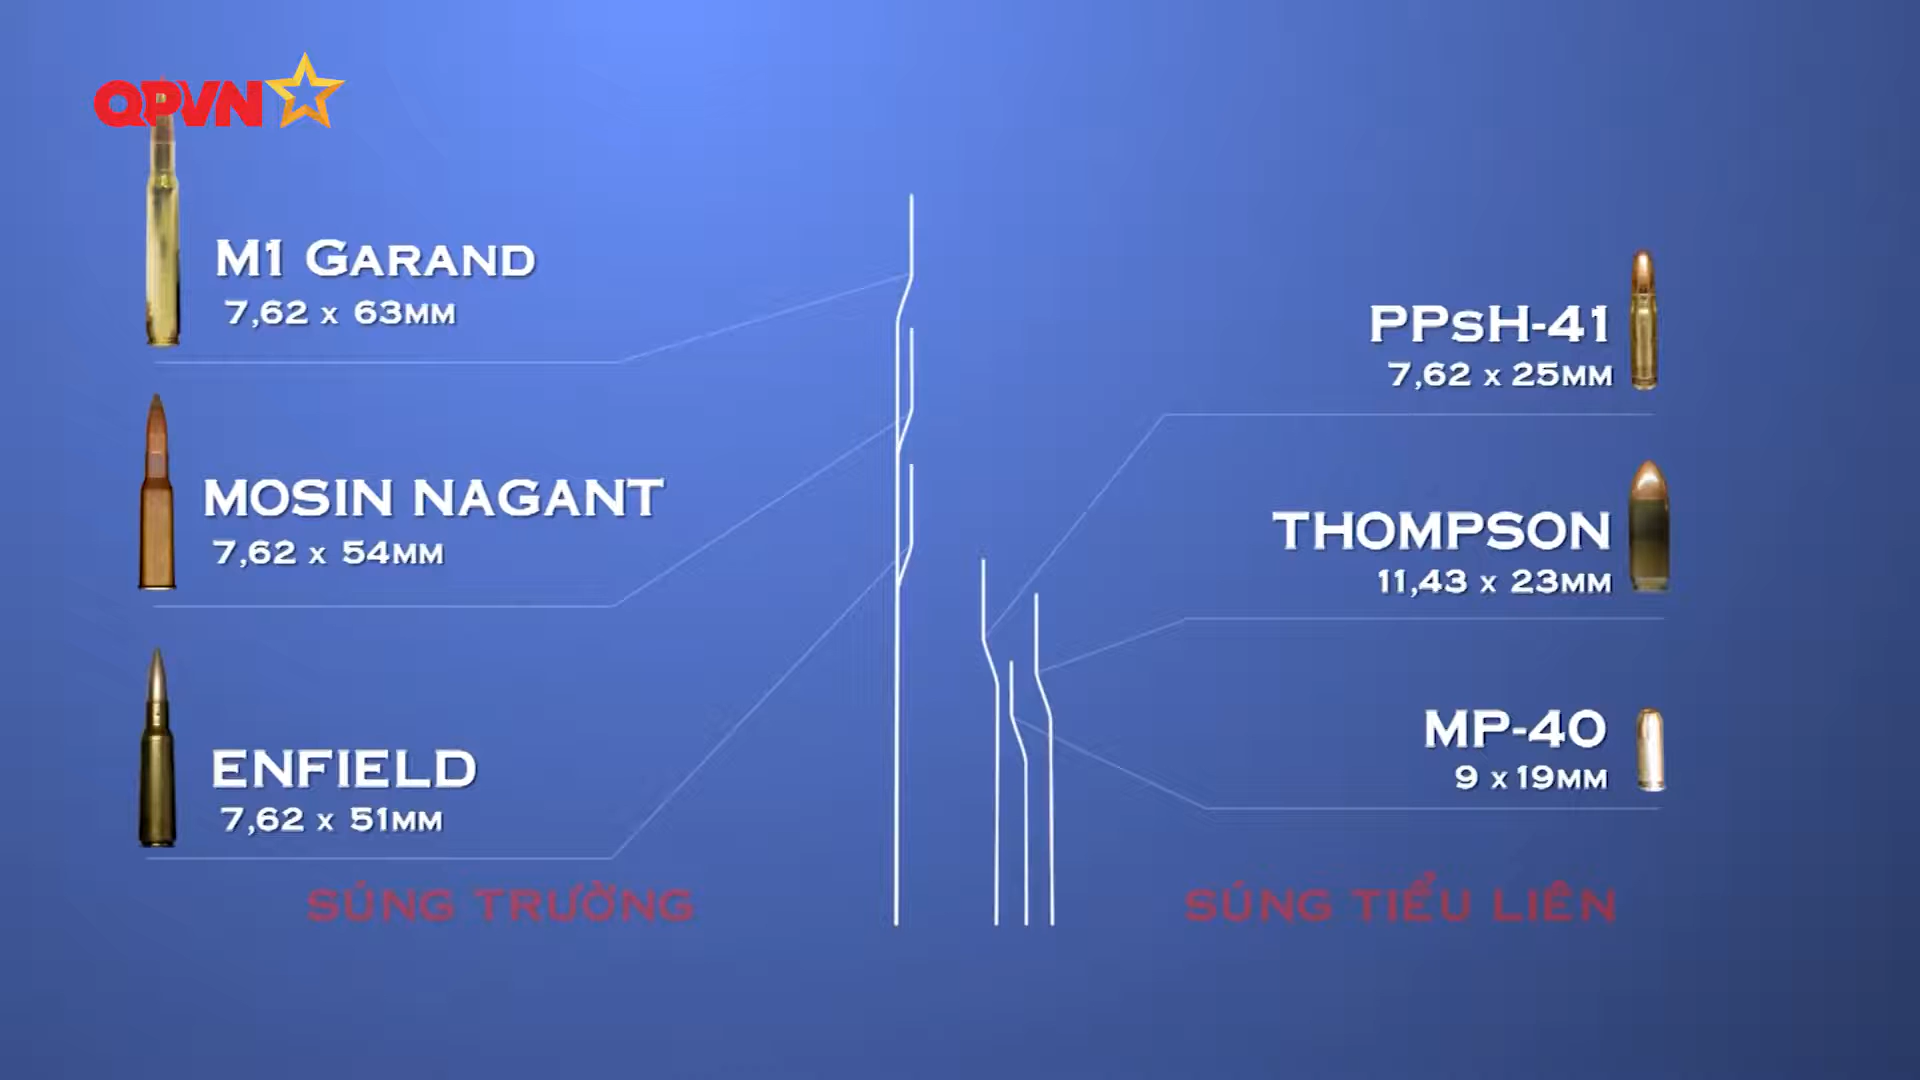 QPVN
M1 GARAND
7,62 x 63MM
MOSIN NAGANT
7,62 x 54MM
ENFIELD
7,62 x 51MM
SÚNG TRƯỜNG
PPsH-41
7,62 x 25MM
THOMPSON
11,43 x 23MM
MP-40
9 x 19MM
SÚNG TIỂU LIÊN